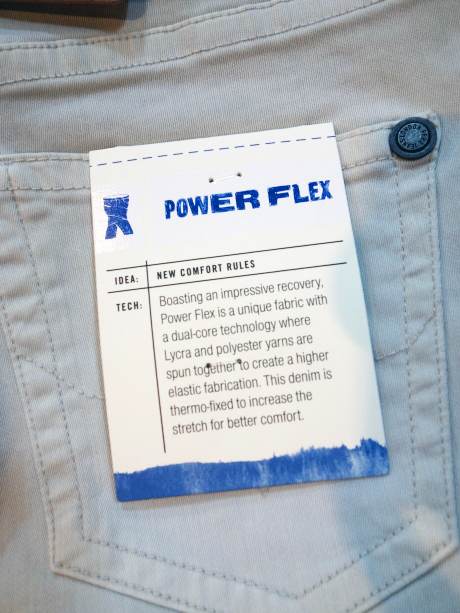 POWER FLEX
IDEA: NEW COMFORT RULES
TECH: Boasting an impressive recovery,
Power Flex is a unique fabric with
a dual-core technology where
Lycra and polyester yarns are
spun together to create a higher
elastic fabrication. This denim is
thermo-fixed to increase the
stretch for better comfort.